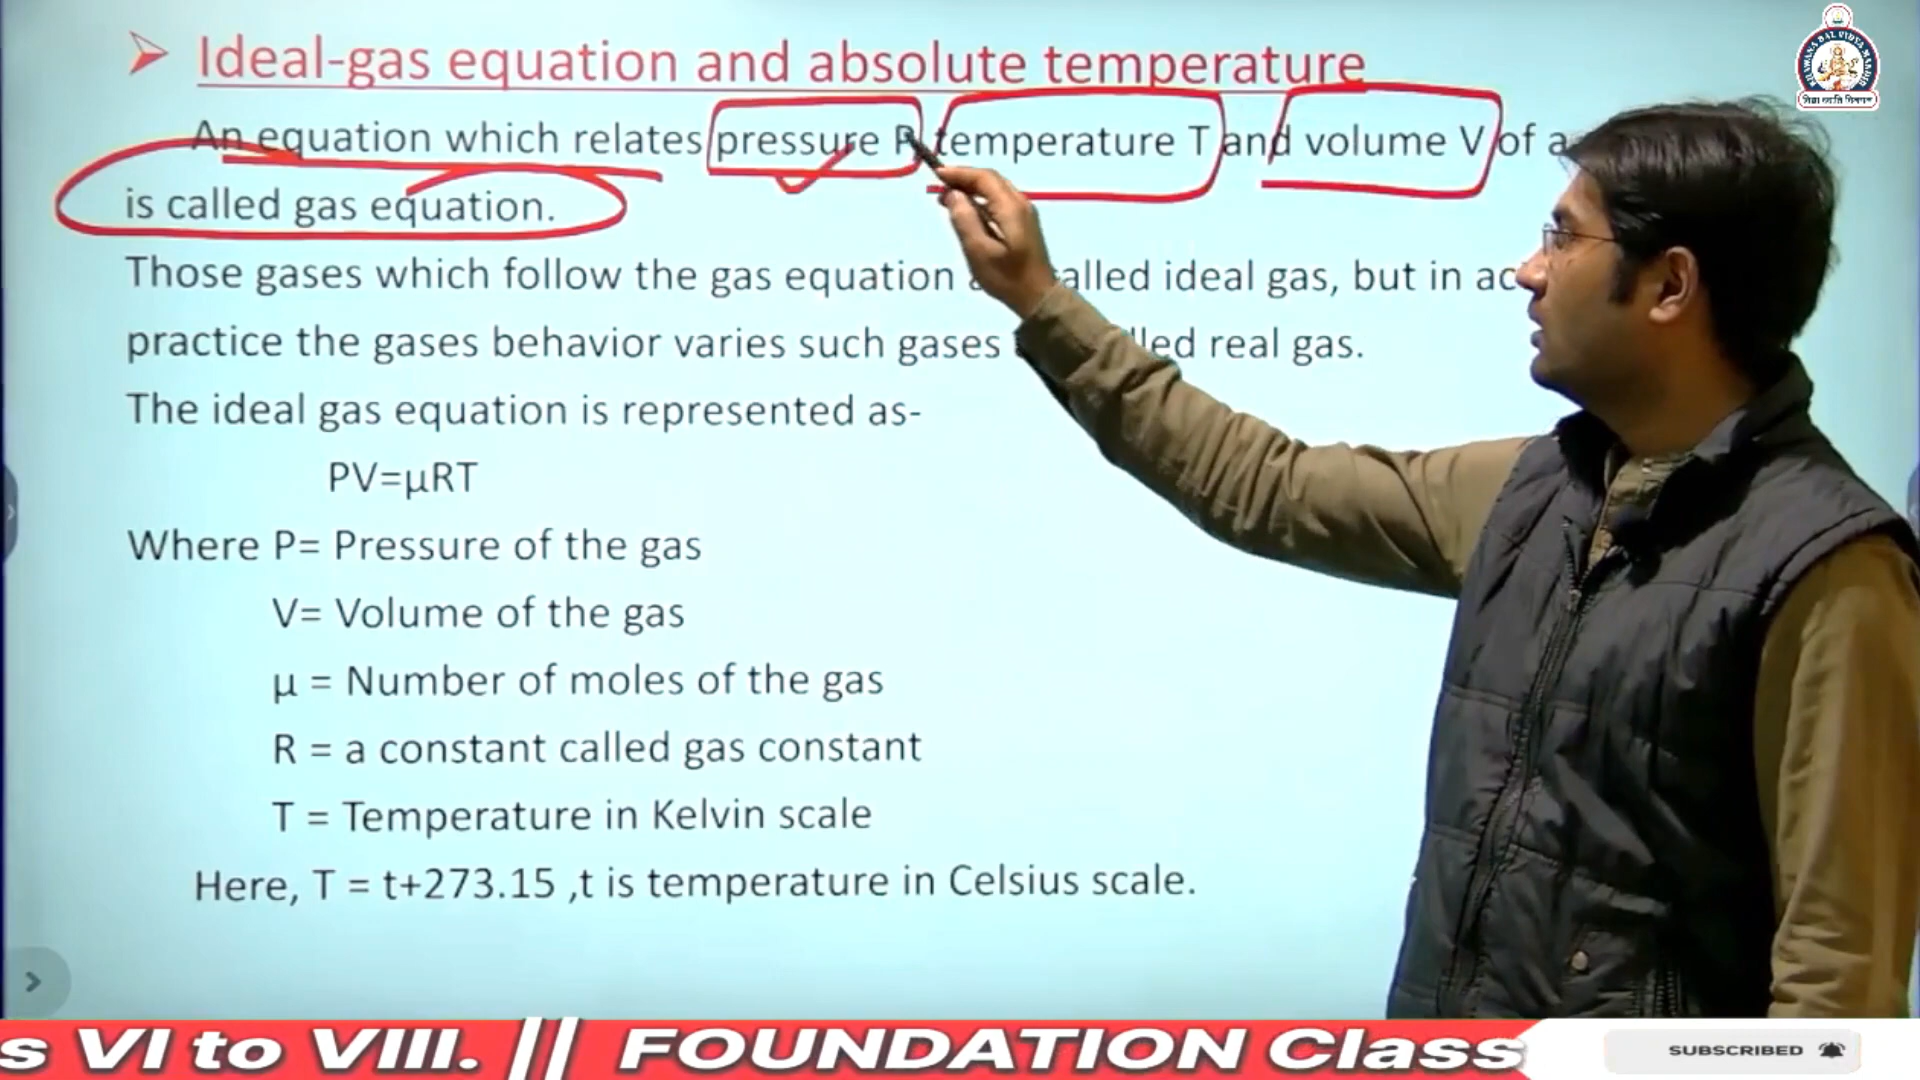 Ideal-gas equation and absolute temperature
An equation which relates pressure P, temperature T and volume V of a
is called gas equation.
Those gases which follow the gas equation alled ideal gas, but in ac
practice the gases behavior varies such gases lled real gas.
The ideal gas equation is represented as-
PV=μRT
Where P= Pressure of the gas
V= Volume of the gas
μ = Number of moles of the gas
R = a constant called gas constant
T = Temperature in Kelvin scale
Here, T = t+273.15 ,t is temperature in Celsius scale.
s VI to VIII. || FOUNDATION Class
SUBSCRIBED